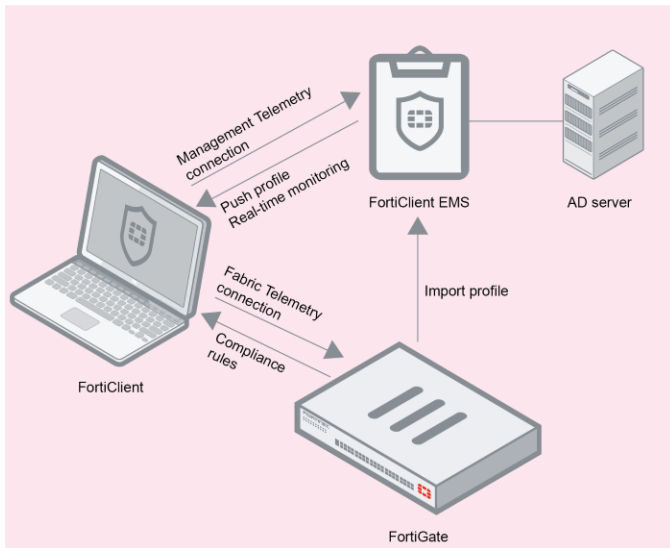 Management Telemetry
connection
Push profile
Real-time monitoring
FortiClient EMS
AD server
Fabric Telemetry
connection
Import profile
Compliance
rules
FortiClient
FortiGate